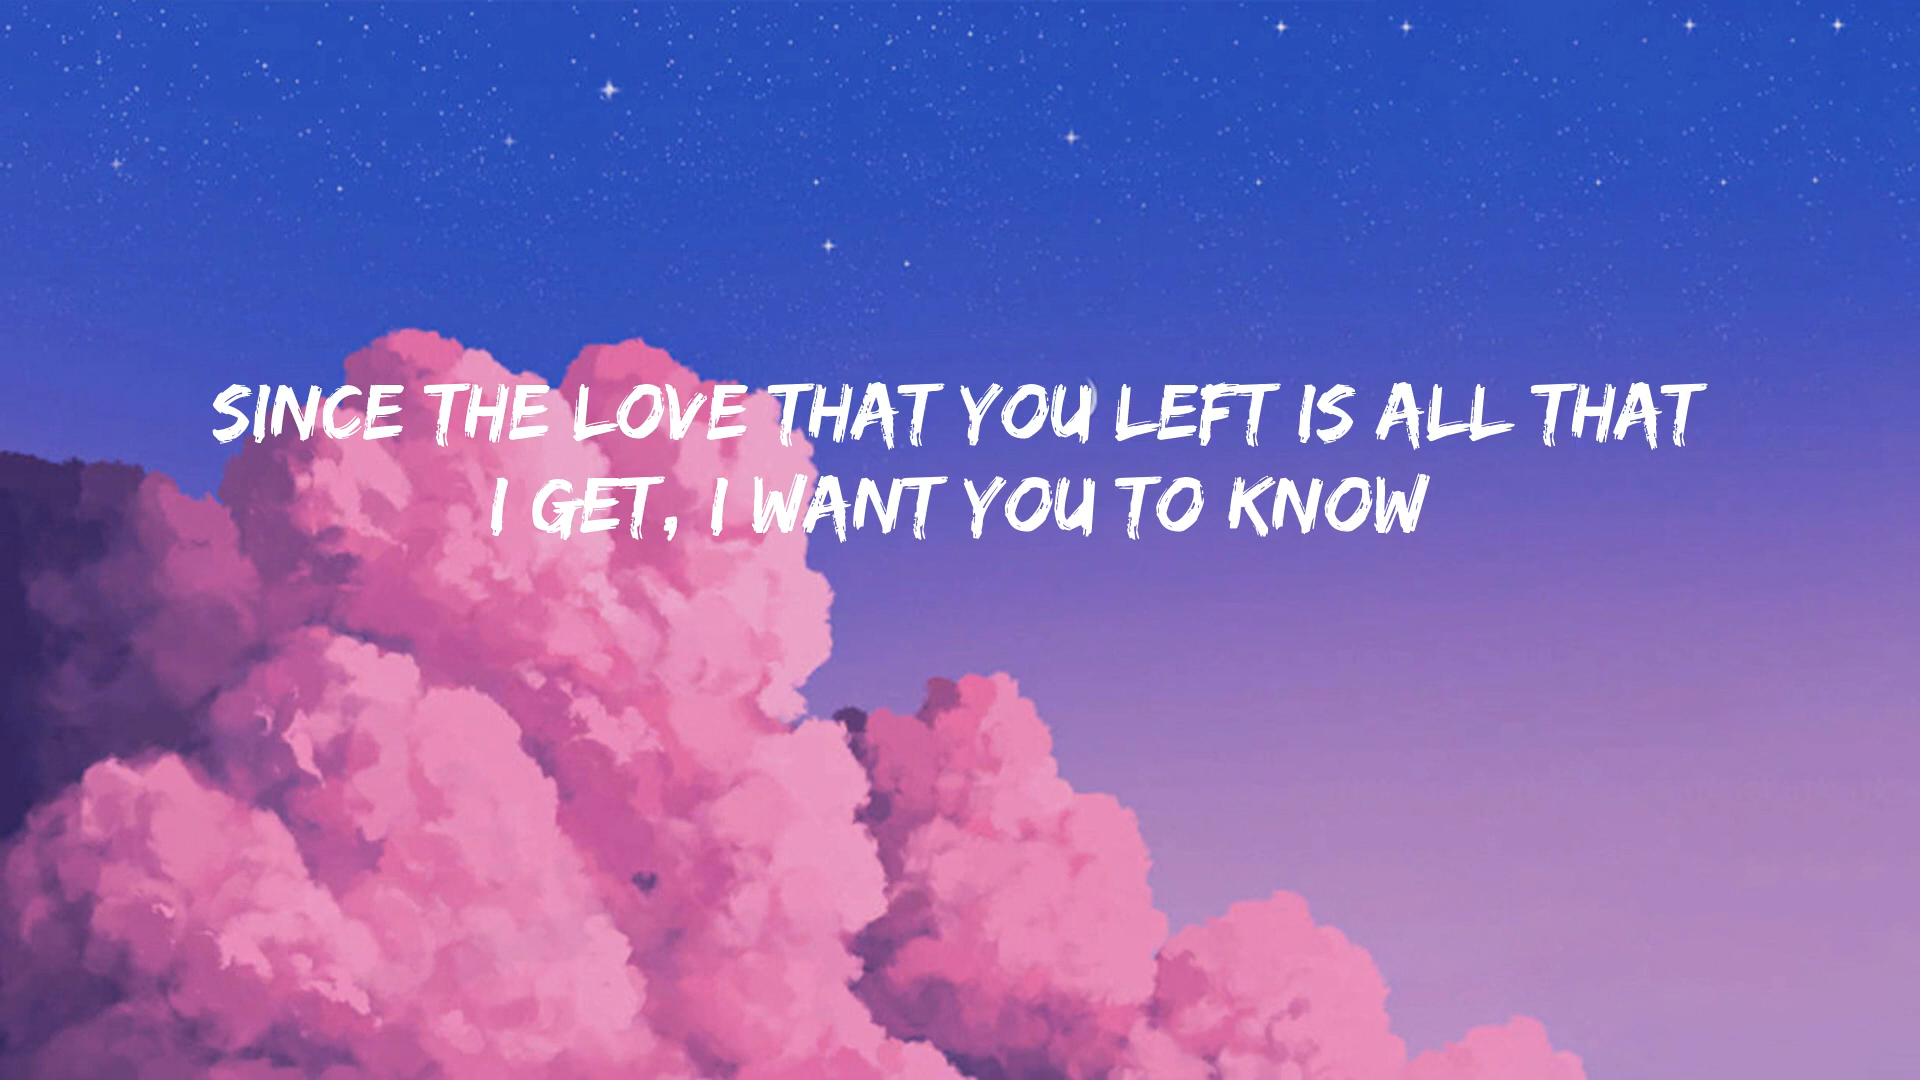 SINCE THE LOVE THAT YOU LEFT IS ALL THAT
I GET, I WANT YOU TO KNOW